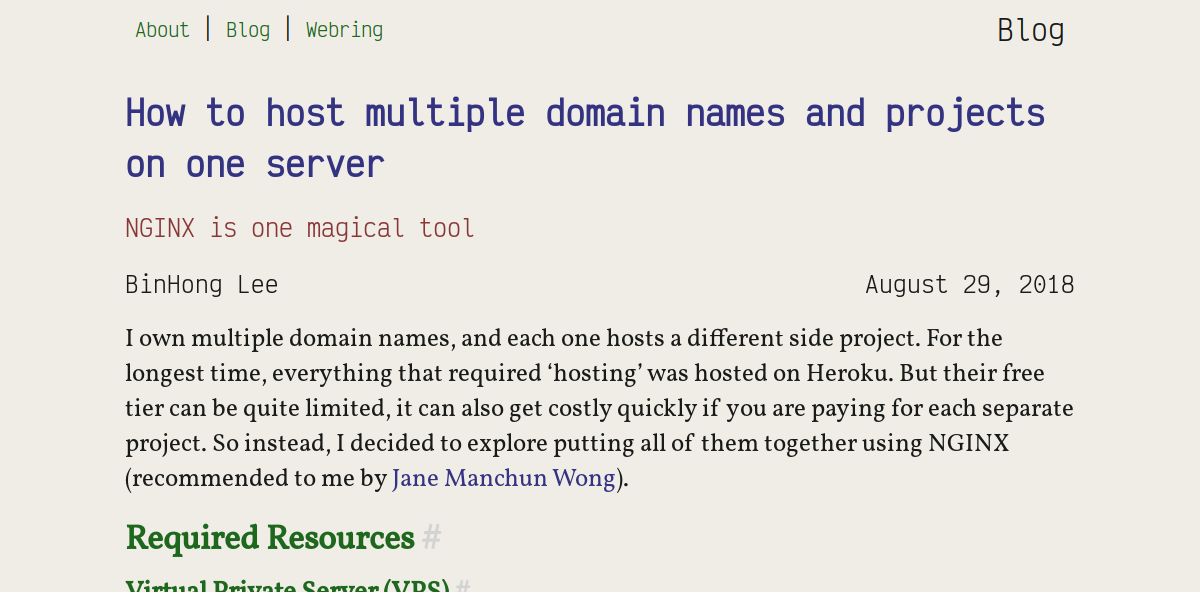 About | Blog | Webring
Blog
How to host multiple domain names and projects
on one server
NGINX is one magical tool
BinHong Lee
August 29, 2018
I own multiple domain names, and each one hosts a different side project. For the
longest time, everything that required ‘hosting’ was hosted on Heroku. But their free
tier can be quite limited, it can also get costly quickly if you are paying for each separate
project. So instead, I decided to explore putting all of them together using NGINX
(recommended to me by Jane Manchun Wong).
Required Resources #
Virtual Private Server (VPS) #